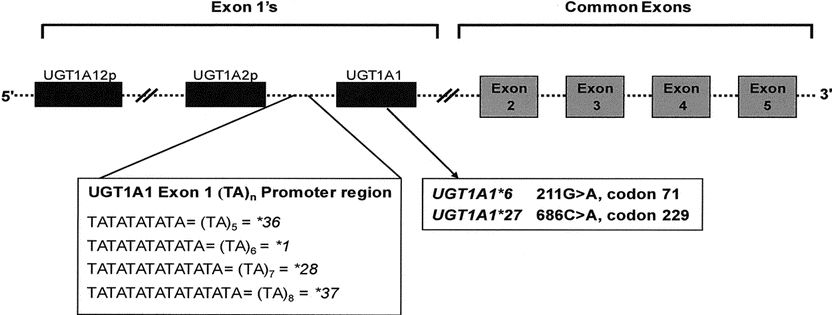 Exon 1's Common Exons
UGT1A12p UGT1A2p UGT1A1
5' Exon 2 Exon 3 Exon 4 Exon 5 3'
UGT1A1 Exon 1 (TA)n Promoter region
TATATATATA= (TA)5 = *36
TATATATATATA= (TA)6 = *1
TATATATATATATA= (TA)7 = *28
TATATATATATATATA= (TA)8 = *37
UGT1A1*6 211G>A, codon 71
UGT1A1*27 686C>A, codon 229